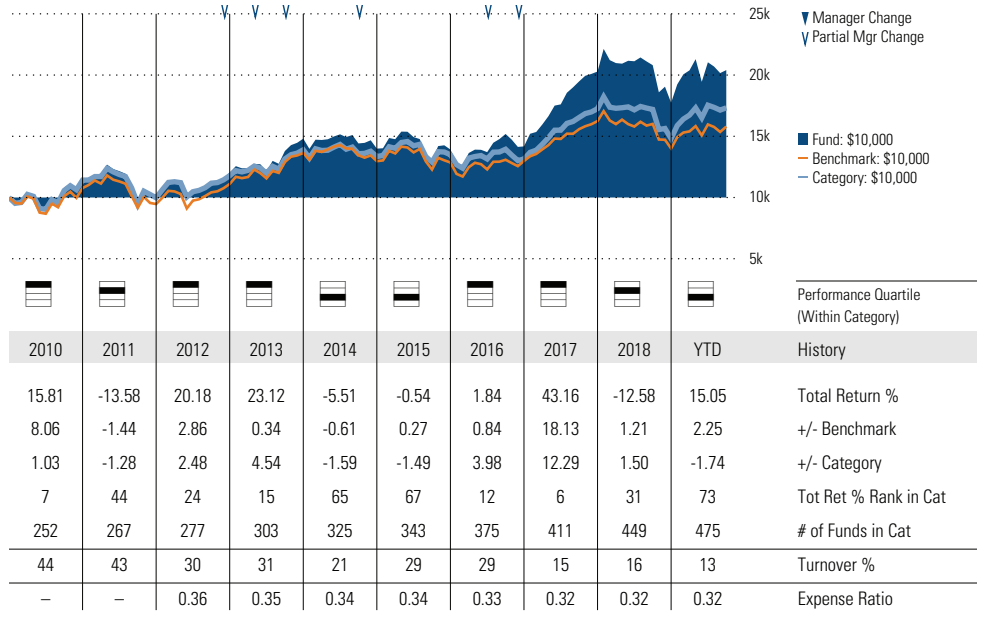 25k
20k
15k
10k
5k
Manager Change
Partial Mgr Change
Fund: $10,000
Benchmark: $10,000
Category: $10,000
Performance Quartile
(Within Category)
2010 2011 2012 2013 2014 2015 2016 2017 2018 YTD History
15.81 -13.58 20.18 23.12 -5.51 -0.54 1.84 43.16 -12.58 15.05 Total Return %
8.06 -1.44 2.86 0.34 -0.61 0.27 0.84 18.13 1.21 2.25 +/- Benchmark
1.03 -1.28 2.48 4.54 -1.59 -1.49 3.98 12.29 1.50 -1.74 +/- Category
7 44 24 15 65 67 12 6 31 73 Tot Ret % Rank in Cat
252 267 277 303 325 343 375 411 449 475 # of Funds in Cat
44 43 30 31 21 29 29 15 16 13 Turnover %
– – 0.36 0.35 0.34 0.34 0.33 0.32 0.32 0.32 Expense Ratio